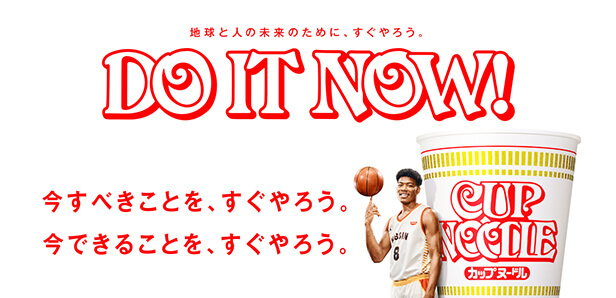 地球と人の未来のために、すぐやろう。
DO IT NOW!
今すべきことを、すぐやろう。
今できることを、すぐやろう。
NISSIN
8
CUP
NOODLE
カップヌードル